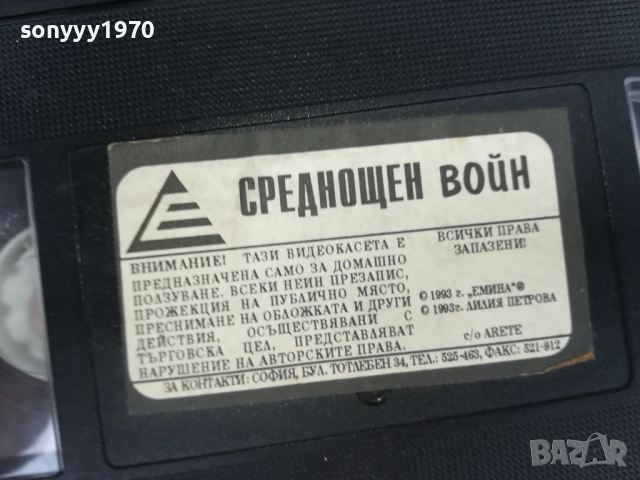 sonyyy1970
СРЕДНОЩЕН ВОЙН
ВНИМАНИЕ! ТАЗИ ВИДЕОКАСЕТА Е
ПРЕДНАЗНАЧЕНА САМО ЗА ДОМАШНО
ПОЛЗУВАНЕ. ВСЕКИ НЕИН ПРЕЗАПИС,
ПРОЖЕКЦИЯ НА ПУБЛИЧНО МЯСТО,
ПРЕСНИМАНЕ НА ОБЛОЖКАТА И ДРУГИ
ДЕЙСТВИЯ, ОСЪЩЕСТВЯВАНИ С
ТЪРГОВСКА ЦЕЛ, ПРЕДСТАВЛЯВАТ
НАРУШЕНИЕ НА АВТОРСКИТЕ ПРАВА.
ВСИЧКИ ПРАВА
ЗАПАЗЕНИ!
© 1993 г. „ЕМИНА"®
© 1993г. ЛИЛИЯ ПЕТРОВА
c/o ARETE
ЗА КОНТАКТИ: СОФИЯ, БУЛ. ТОТЛЕБЕН 34, ТЕЛ.: 525-463, ФАКС: 521-912
BAZAR